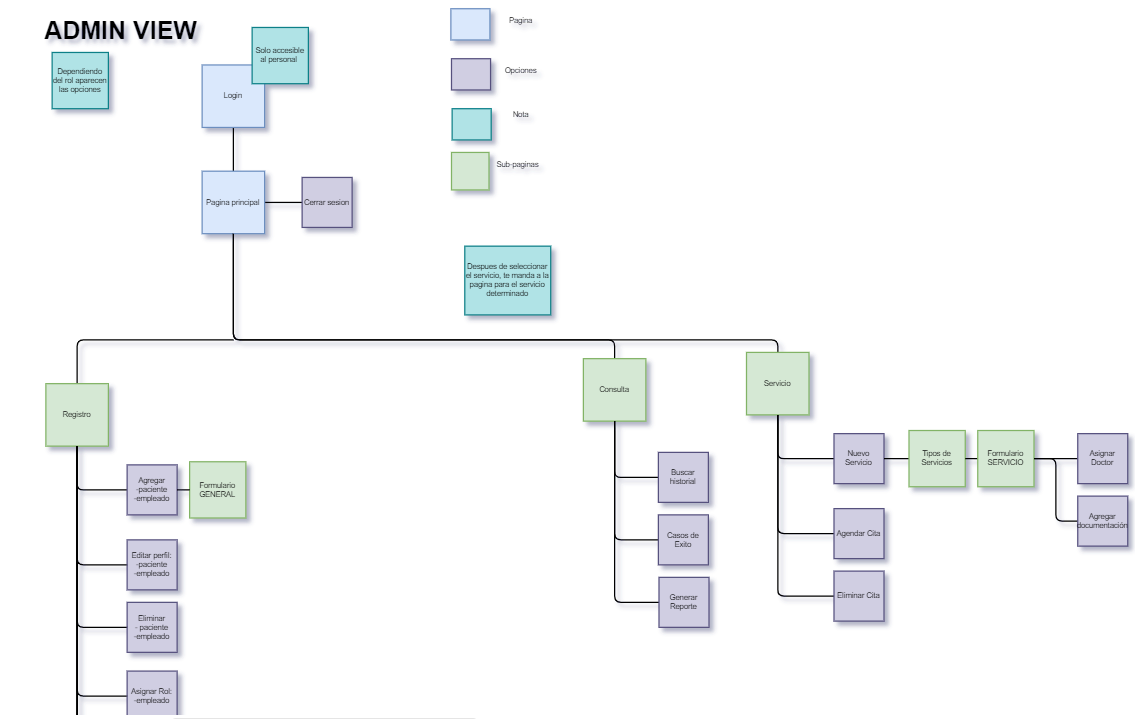 ADMIN VIEW
Solo accesible
al personal
Dependiendo
del rol aparecen
las opciones
Login
Pagina
Opciones
Nota
Sub-paginas
Pagina principal
Cerrar sesion
Despues de seleccionar
el servicio, te manda a la
pagina para el servicio
determinado
Registro
Consulta
Servicio
Agregar
-paciente
-empleado
Formulario
GENERAL
Editar perfil:
-paciente
-empleado
Eliminar
- paciente
-empleado
Asignar Rol:
-empleado
Buscar
historial
Casos de
Exito
Generar
Reporte
Nuevo
Servicio
Tipos de
Servicios
Formulario
SERVICIO
Asignar
Doctor
Agregar
documentación
Agendar Cita
Eliminar Cita